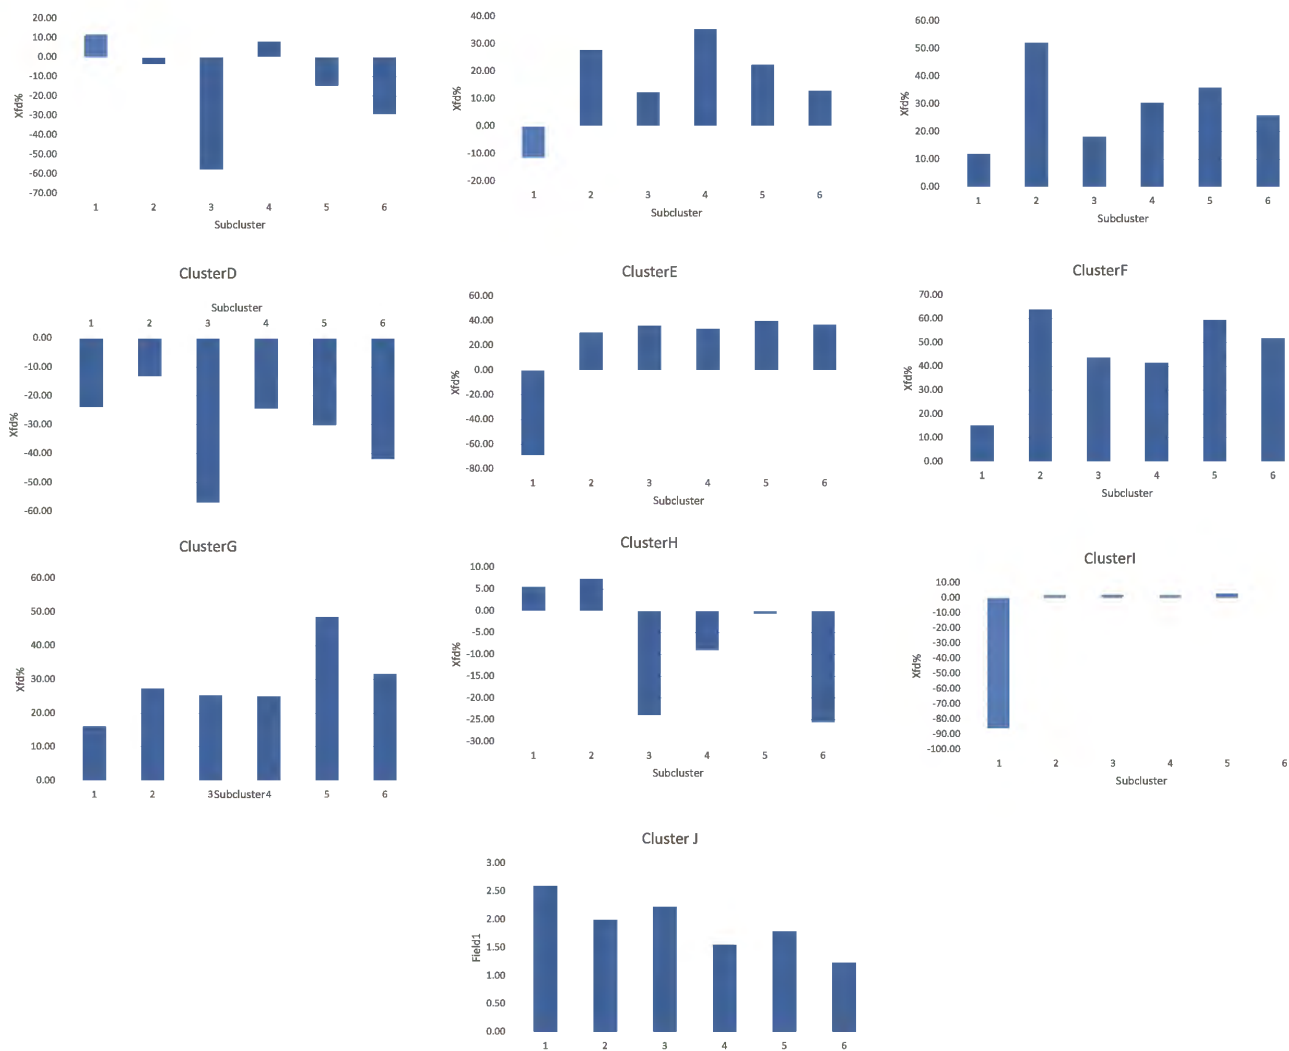 20.00
10.00
0.00
-10.00
-20.00
-30.00
-40.00
-50.00
-60.00
-70.00
Xfd%
1 2 3 4 5 6
Subcluster
40.00
30.00
20.00
10.00
0.00
-10.00
-20.00
Xfd%
1 2 3 4 5 6
Subcluster
60.00
50.00
40.00
30.00
20.00
10.00
0.00
Xfd%
1 2 3 4 5 6
Subcluster
ClusterD
Subcluster
1 2 3 4 5 6
0.00
-10.00
-20.00
-30.00
-40.00
-50.00
-60.00
Xfd%
ClusterE
60.00
40.00
20.00
0.00
-20.00
-40.00
-60.00
-80.00
Xfd%
1 2 3 4 5 6
Subcluster
ClusterF
70.00
60.00
50.00
40.00
30.00
20.00
10.00
0.00
Xfd%
1 2 3 4 5 6
Subcluster
ClusterG
60.00
50.00
40.00
30.00
20.00
10.00
0.00
Xfd%
1 2 3Subcluster4 5 6
ClusterH
10.00
5.00
0.00
-5.00
-10.00
-15.00
-20.00
-25.00
-30.00
Xfd%
1 2 3 4 5 6
Subcluster
ClusterI
10.00
0.00
-10.00
-20.00
-30.00
-40.00
-50.00
-60.00
-70.00
-80.00
-90.00
-100.00
Xfd%
1 2 3 4 5 6
Subcluster
Cluster J
3.00
2.50
2.00
1.50
1.00
0.50
0.00
Field1
1 2 3 4 5 6